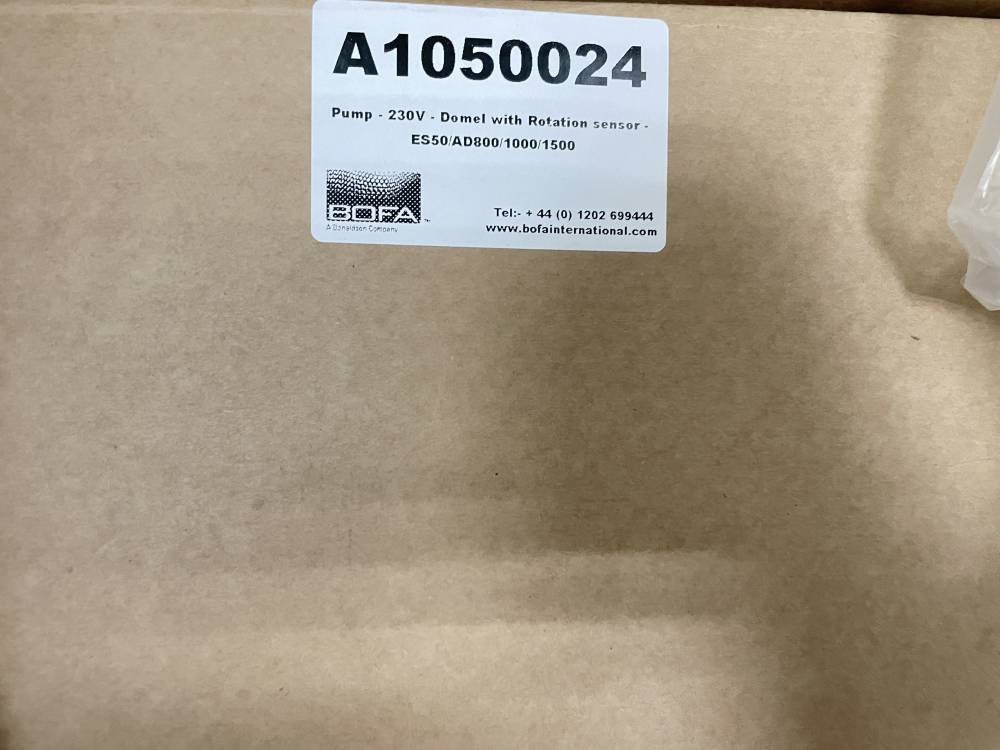 A1050024
Pump - 230V - Domel with Rotation sensor -
ES50/AD800/1000/1500
BOFA™
A Donaldson Company
Tel:- + 44 (0) 1202 699444
www.bofainternational.com